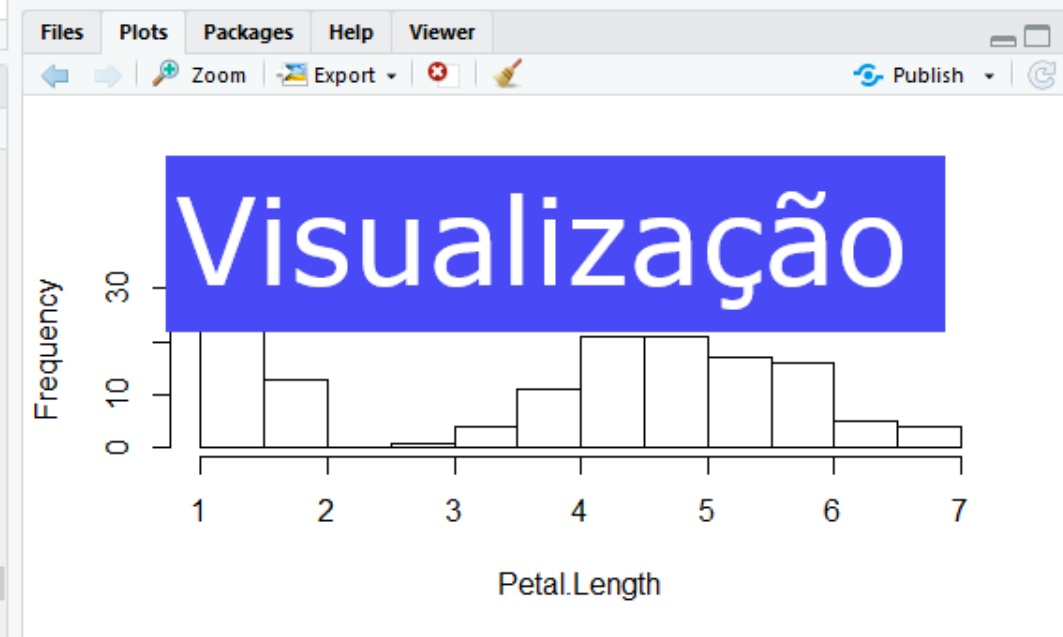 Files Plots Packages Help Viewer
Zoom Export Publish
Visualização
Frequency
30
10
0
1 2 3 4 5 6 7
Petal.Length